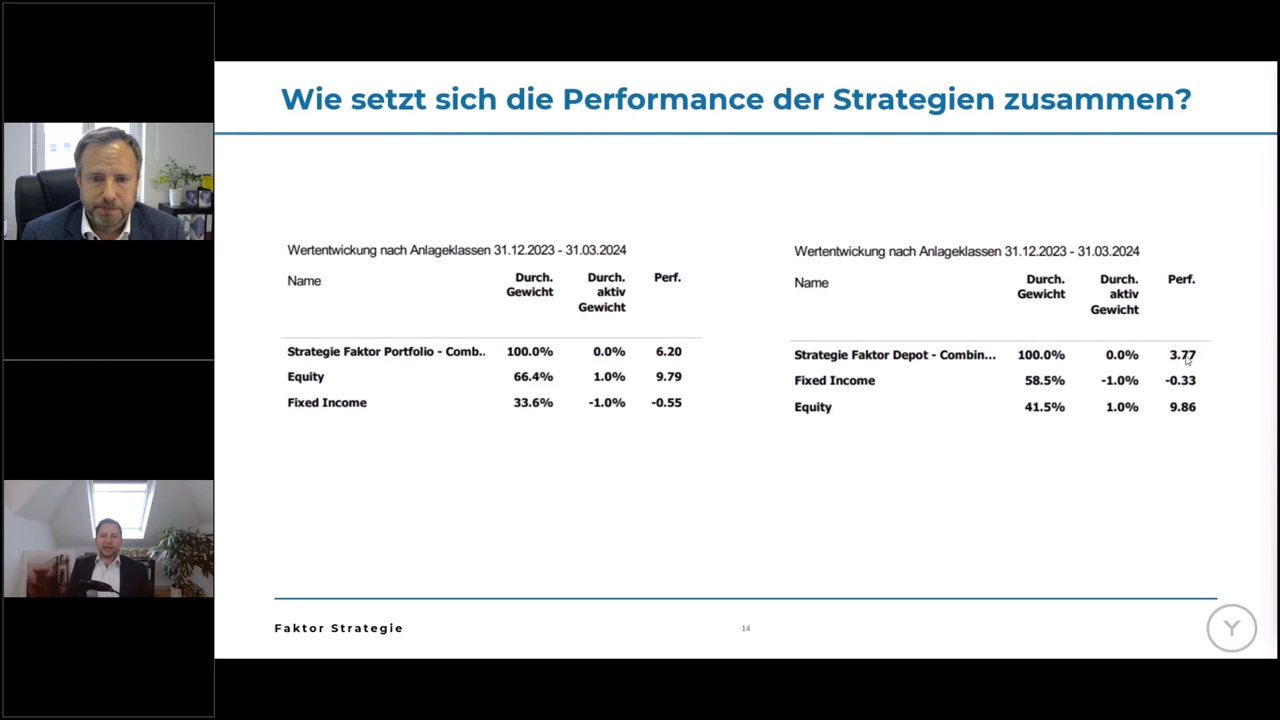 Wie setzt sich die Performance der Strategien zusammen?
Wertentwickung nach Anlageklassen 31.12.2023 - 31.03.2024
Name Durch. Gewicht Durch. aktiv Gewicht Perf.
Strategie Faktor Portfolio - Comb.. 100.0% 0.0% 6.20
Equity 66.4% 1.0% 9.79
Fixed Income 33.6% -1.0% -0.55
Wertentwickung nach Anlageklassen 31.12.2023 - 31.03.2024
Name Durch. Gewicht Durch. aktiv Gewicht Perf.
Strategie Faktor Depot - Combin... 100.0% 0.0% 3.77
Fixed Income 58.5% -1.0% -0.33
Equity 41.5% 1.0% 9.86
Faktor Strategie
14
Y